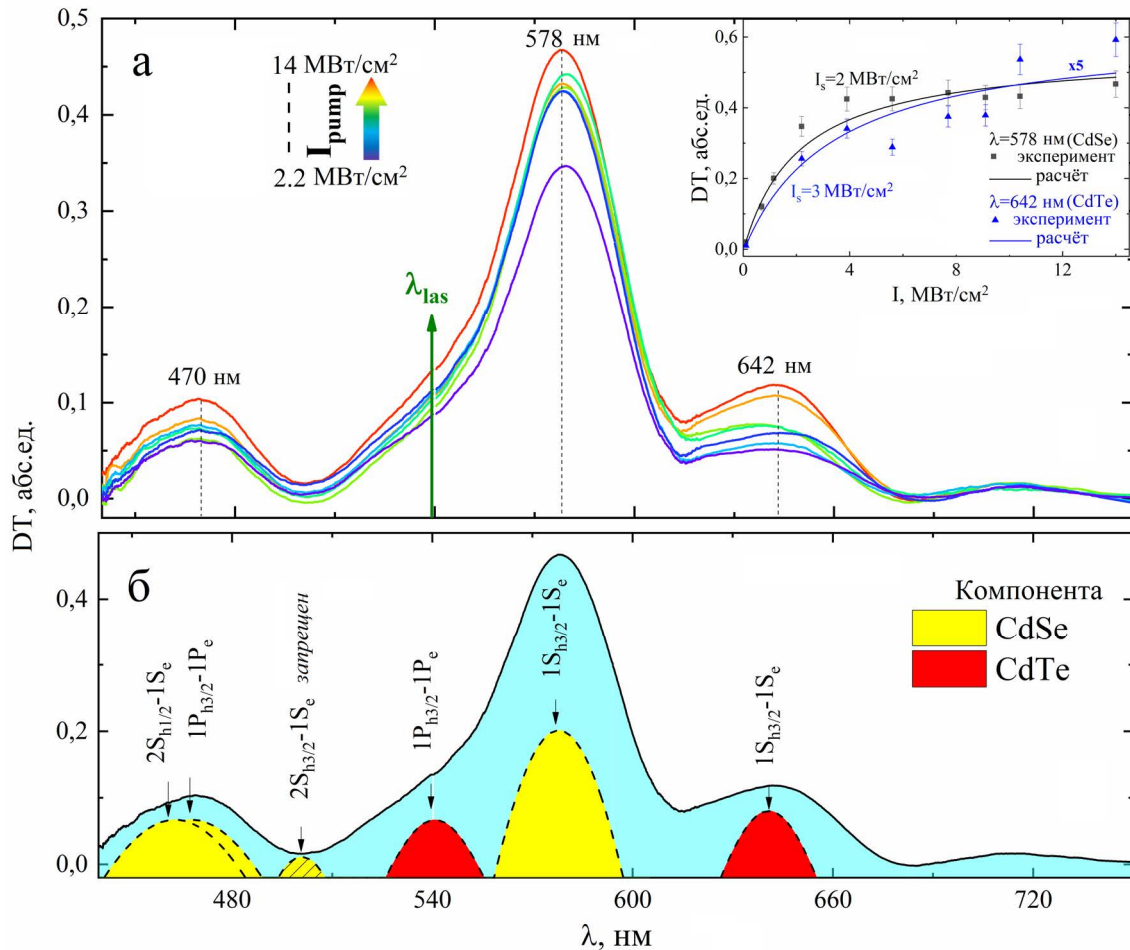 а
DT, абс.ед.
0,5
0,4
0,3
0,2
0,1
0,0
14 МВт/см²
I pump
2.2 МВт/см²
470 нм
λlas
578 нм
642 нм
DT, абс.ед.
0,6
0,4
0,2
0,0
Is=2 МВт/см²
Is=3 МВт/см²
x5
λ=578 нм (CdSe)
эксперимент
расчёт
λ=642 нм (CdTe)
эксперимент
расчёт
0 4 8 12
I, МВт/см²
б
0,4
0,2
0,0
2Sh1/2-1Se
1Ph3/2-1Pe
2Sh3/2-1Se запрещен
1Ph3/2-1Pe
1Sh3/2-1Se
1Sh3/2-1Se
Компонента
CdSe
CdTe
480 540 600 660 720
λ, нм